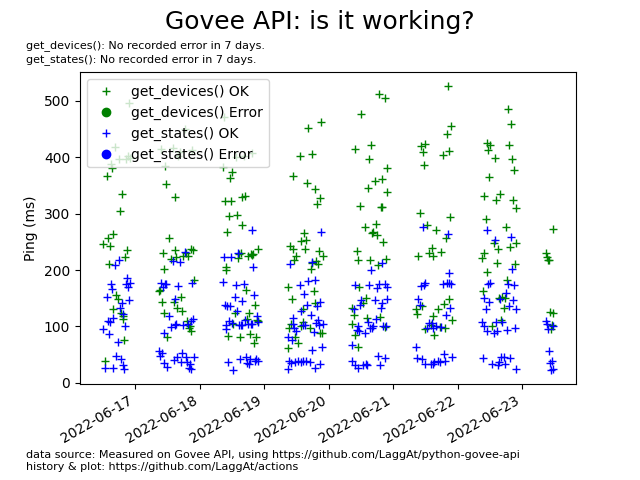 Govee API: is it working?
get_devices(): No recorded error in 7 days.
get_states(): No recorded error in 7 days.
get_devices() OK
get_devices() Error
get_states() OK
get_states() Error
Ping (ms)
500
400
300
200
100
0
2022-06-17
2022-06-18
2022-06-19
2022-06-20
2022-06-21
2022-06-22
2022-06-23
data source: Measured on Govee API, using https://github.com/LaggAt/python-govee-api
history & plot: https://github.com/LaggAt/actions